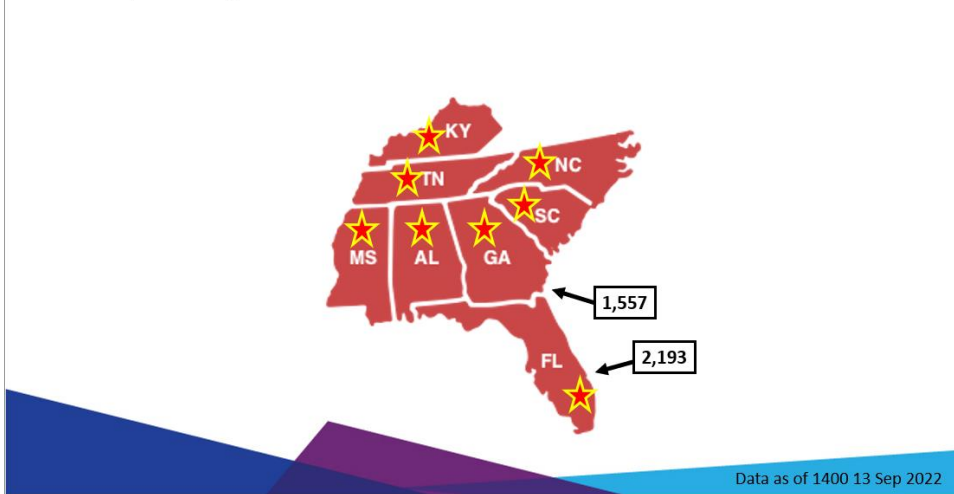 KY
TN
NC
SC
MS
AL
GA
1,557
FL
2,193
Data as of 1400 13 Sep 2022